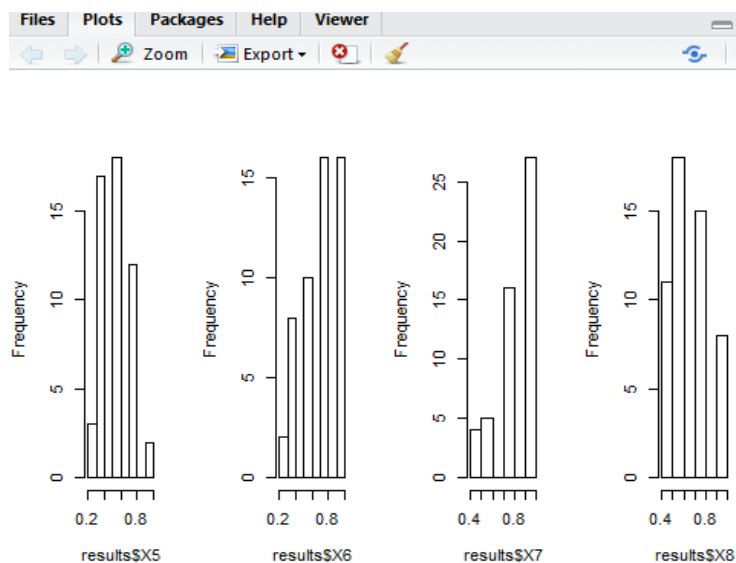 Files Plots Packages Help Viewer
Zoom Export
Frequency
0 5 10 15
0.2 0.8
results$X5
Frequency
0 5 10 15
0.2 0.8
results$X6
Frequency
0 5 10 15 20 25
0.4 0.8
results$X7
Frequency
0 5 10 15
0.4 0.8
results$X8